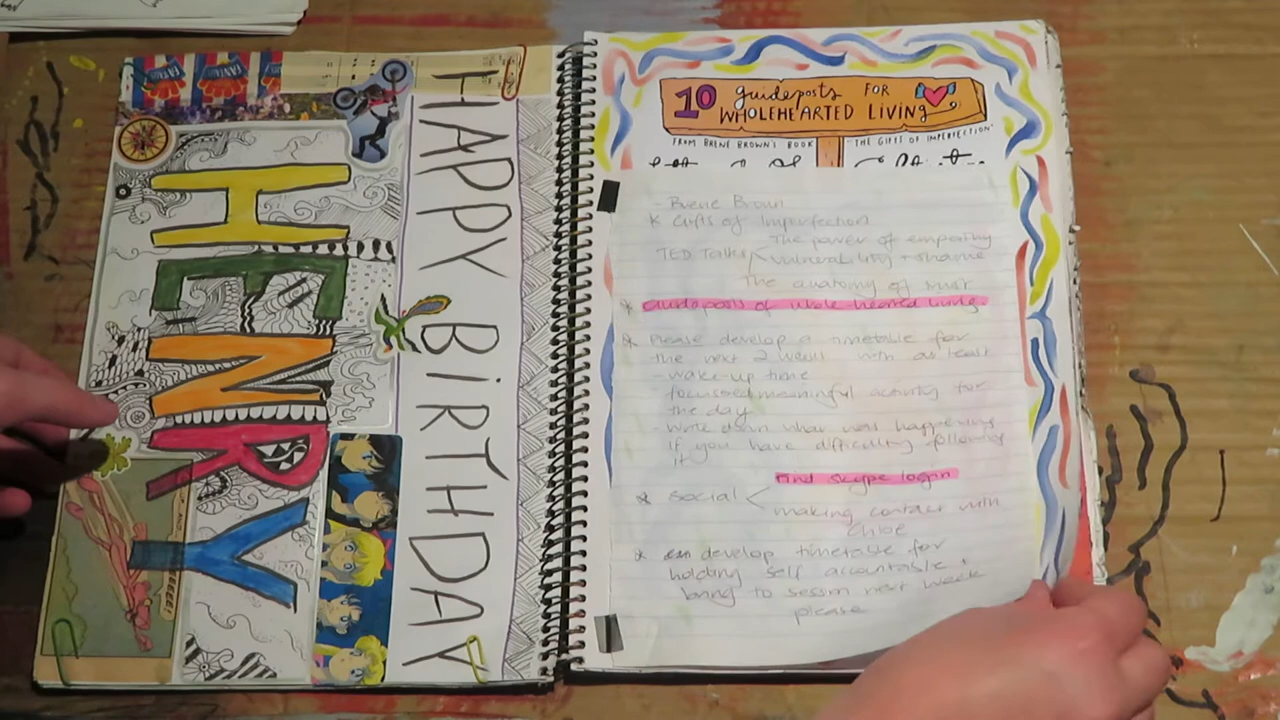 HAPPY BIRTHDAY
HENRY
10 guideposts FOR
WHOLEHEARTED LIVING
FROM BRENÉ BROWN'S BOOK "THE GIFTS OF IMPERFECTION"
- Brene Brown
Gifts of Imperfection
TED Talks < The power of empathy
vulnerability + shame
The anatomy of trust
* Guideposts of whole-hearted living
* Please develop a timetable for
the next 2 weeks with at least
- wake-up time
- focussed meaningful activity for
the day
- Write down what was happening
if you have difficulty following
it
Find skype login
* Social < making contact with
Chloe
* develop timetable for
holding self accountable
bring to session next week
please